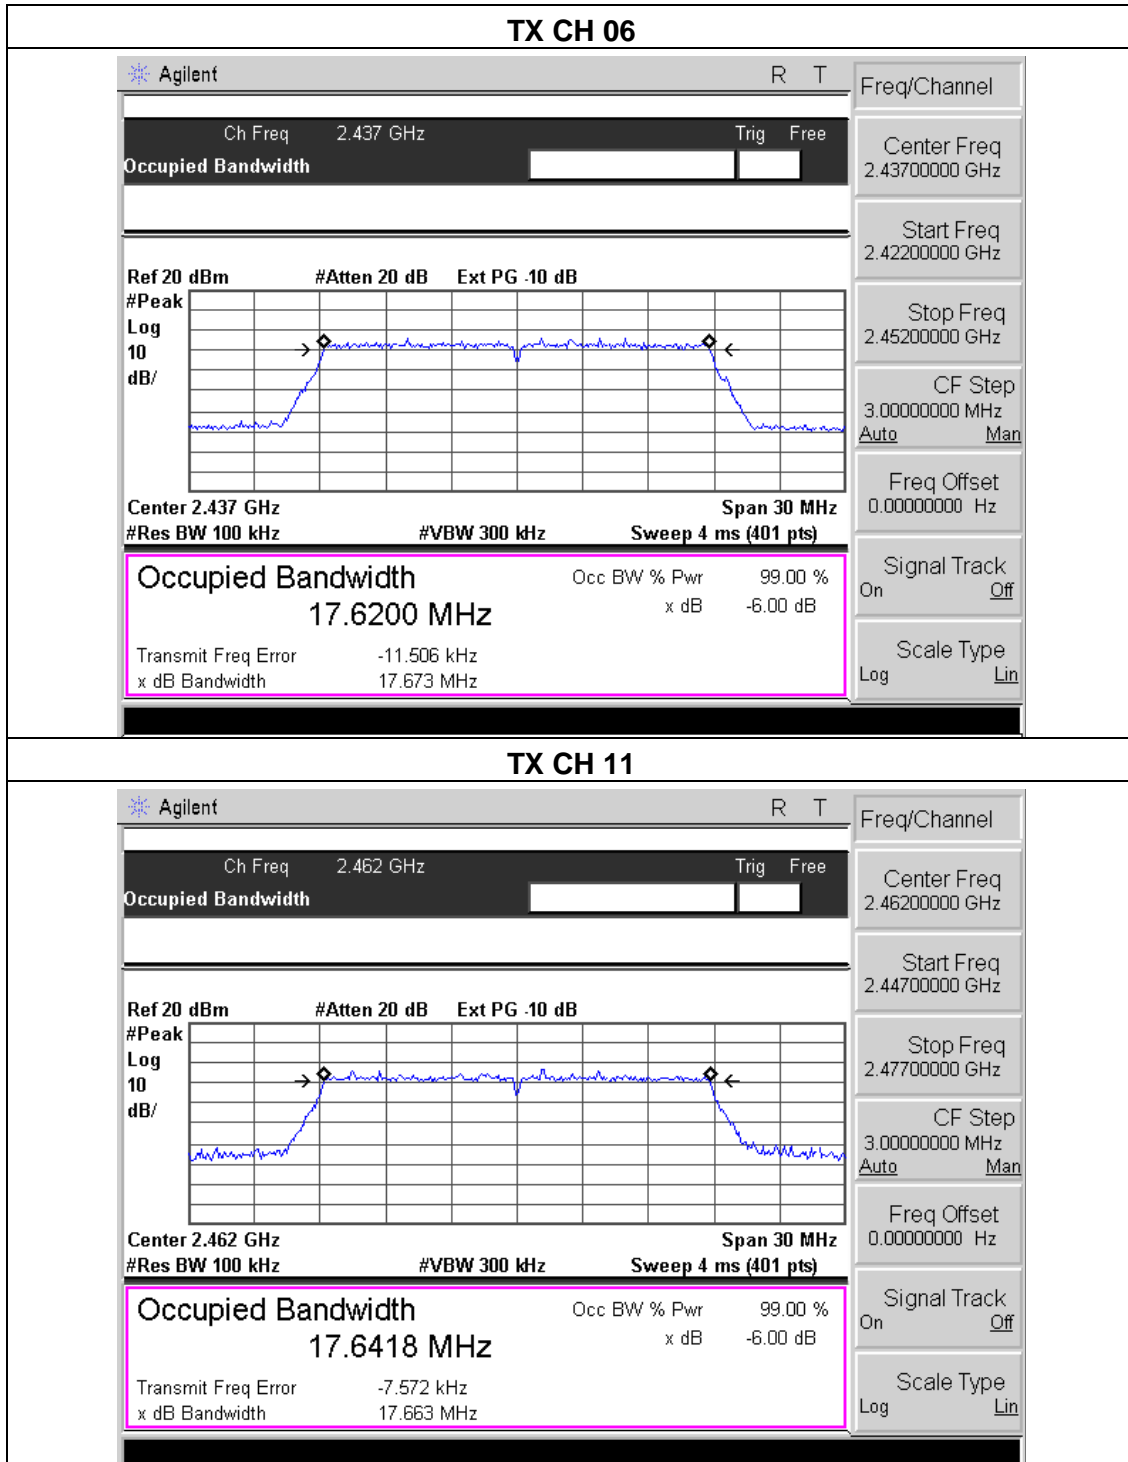 TX CH 06
Agilent R T
Freq/Channel
Ch Freq 2.437 GHz Trig Free
Occupied Bandwidth
Center Freq
2.43700000 GHz
Start Freq
2.42200000 GHz
Stop Freq
2.45200000 GHz
CF Step
3.00000000 MHz
Auto Man
Freq Offset
0.00000000 Hz
Signal Track
On Off
Scale Type
Log Lin
Ref 20 dBm #Atten 20 dB Ext PG -10 dB
#Peak
Log
10
dB/
Center 2.437 GHz Span 30 MHz
#Res BW 100 kHz #VBW 300 kHz Sweep 4 ms (401 pts)
Occupied Bandwidth Occ BW % Pwr 99.00 %
17.6200 MHz x dB -6.00 dB
Transmit Freq Error -11.506 kHz
x dB Bandwidth 17.673 MHz
TX CH 11
Agilent R T
Freq/Channel
Ch Freq 2.462 GHz Trig Free
Occupied Bandwidth
Center Freq
2.46200000 GHz
Start Freq
2.44700000 GHz
Stop Freq
2.47700000 GHz
CF Step
3.00000000 MHz
Auto Man
Freq Offset
0.00000000 Hz
Signal Track
On Off
Scale Type
Log Lin
Ref 20 dBm #Atten 20 dB Ext PG -10 dB
#Peak
Log
10
dB/
Center 2.462 GHz Span 30 MHz
#Res BW 100 kHz #VBW 300 kHz Sweep 4 ms (401 pts)
Occupied Bandwidth Occ BW % Pwr 99.00 %
17.6418 MHz x dB -6.00 dB
Transmit Freq Error -7.572 kHz
x dB Bandwidth 17.663 MHz